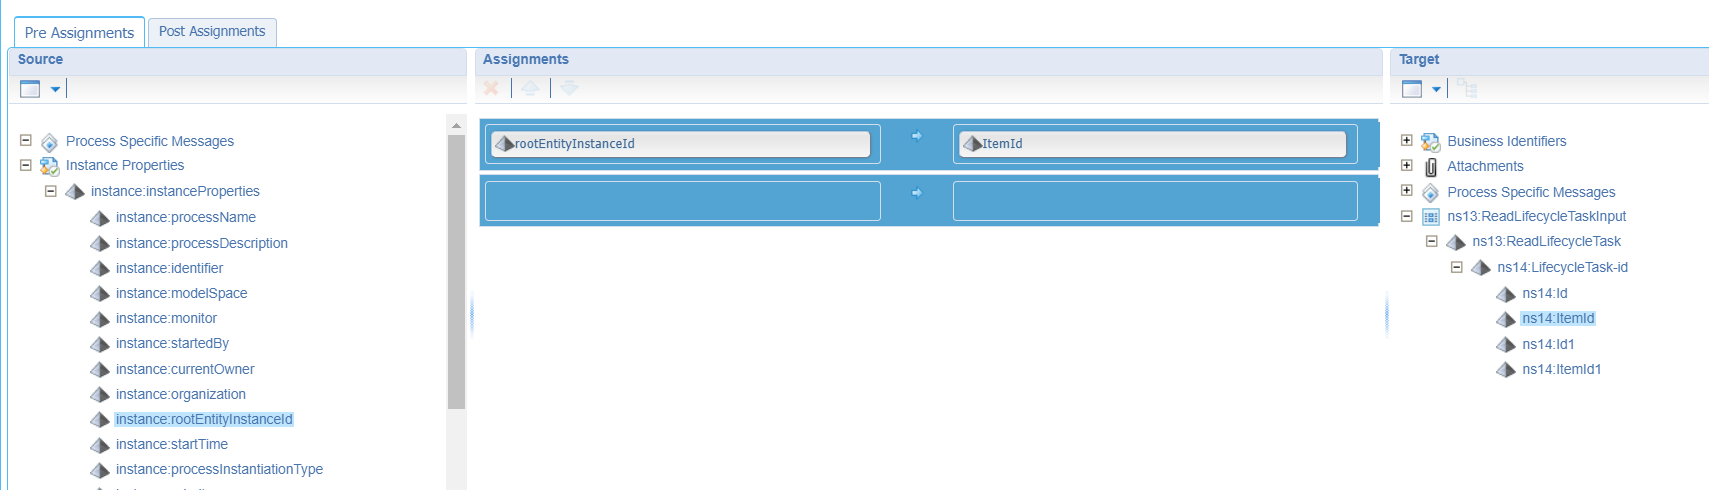 Pre Assignments
Post Assignments
Source
Process Specific Messages
Instance Properties
instance:instanceProperties
instance:processName
instance:processDescription
instance:identifier
instance:modelSpace
instance:monitor
instance:startedBy
instance:currentOwner
instance:organization
instance:rootEntityInstanceId
instance:startTime
instance:processInstantiationType
Assignments
rootEntityInstanceId
ItemId
Target
Business Identifiers
Attachments
Process Specific Messages
ns13:ReadLifecycleTaskInput
ns13:ReadLifecycleTask
ns14:LifecycleTask-id
ns14:Id
ns14:ItemId
ns14:Id1
ns14:ItemId1